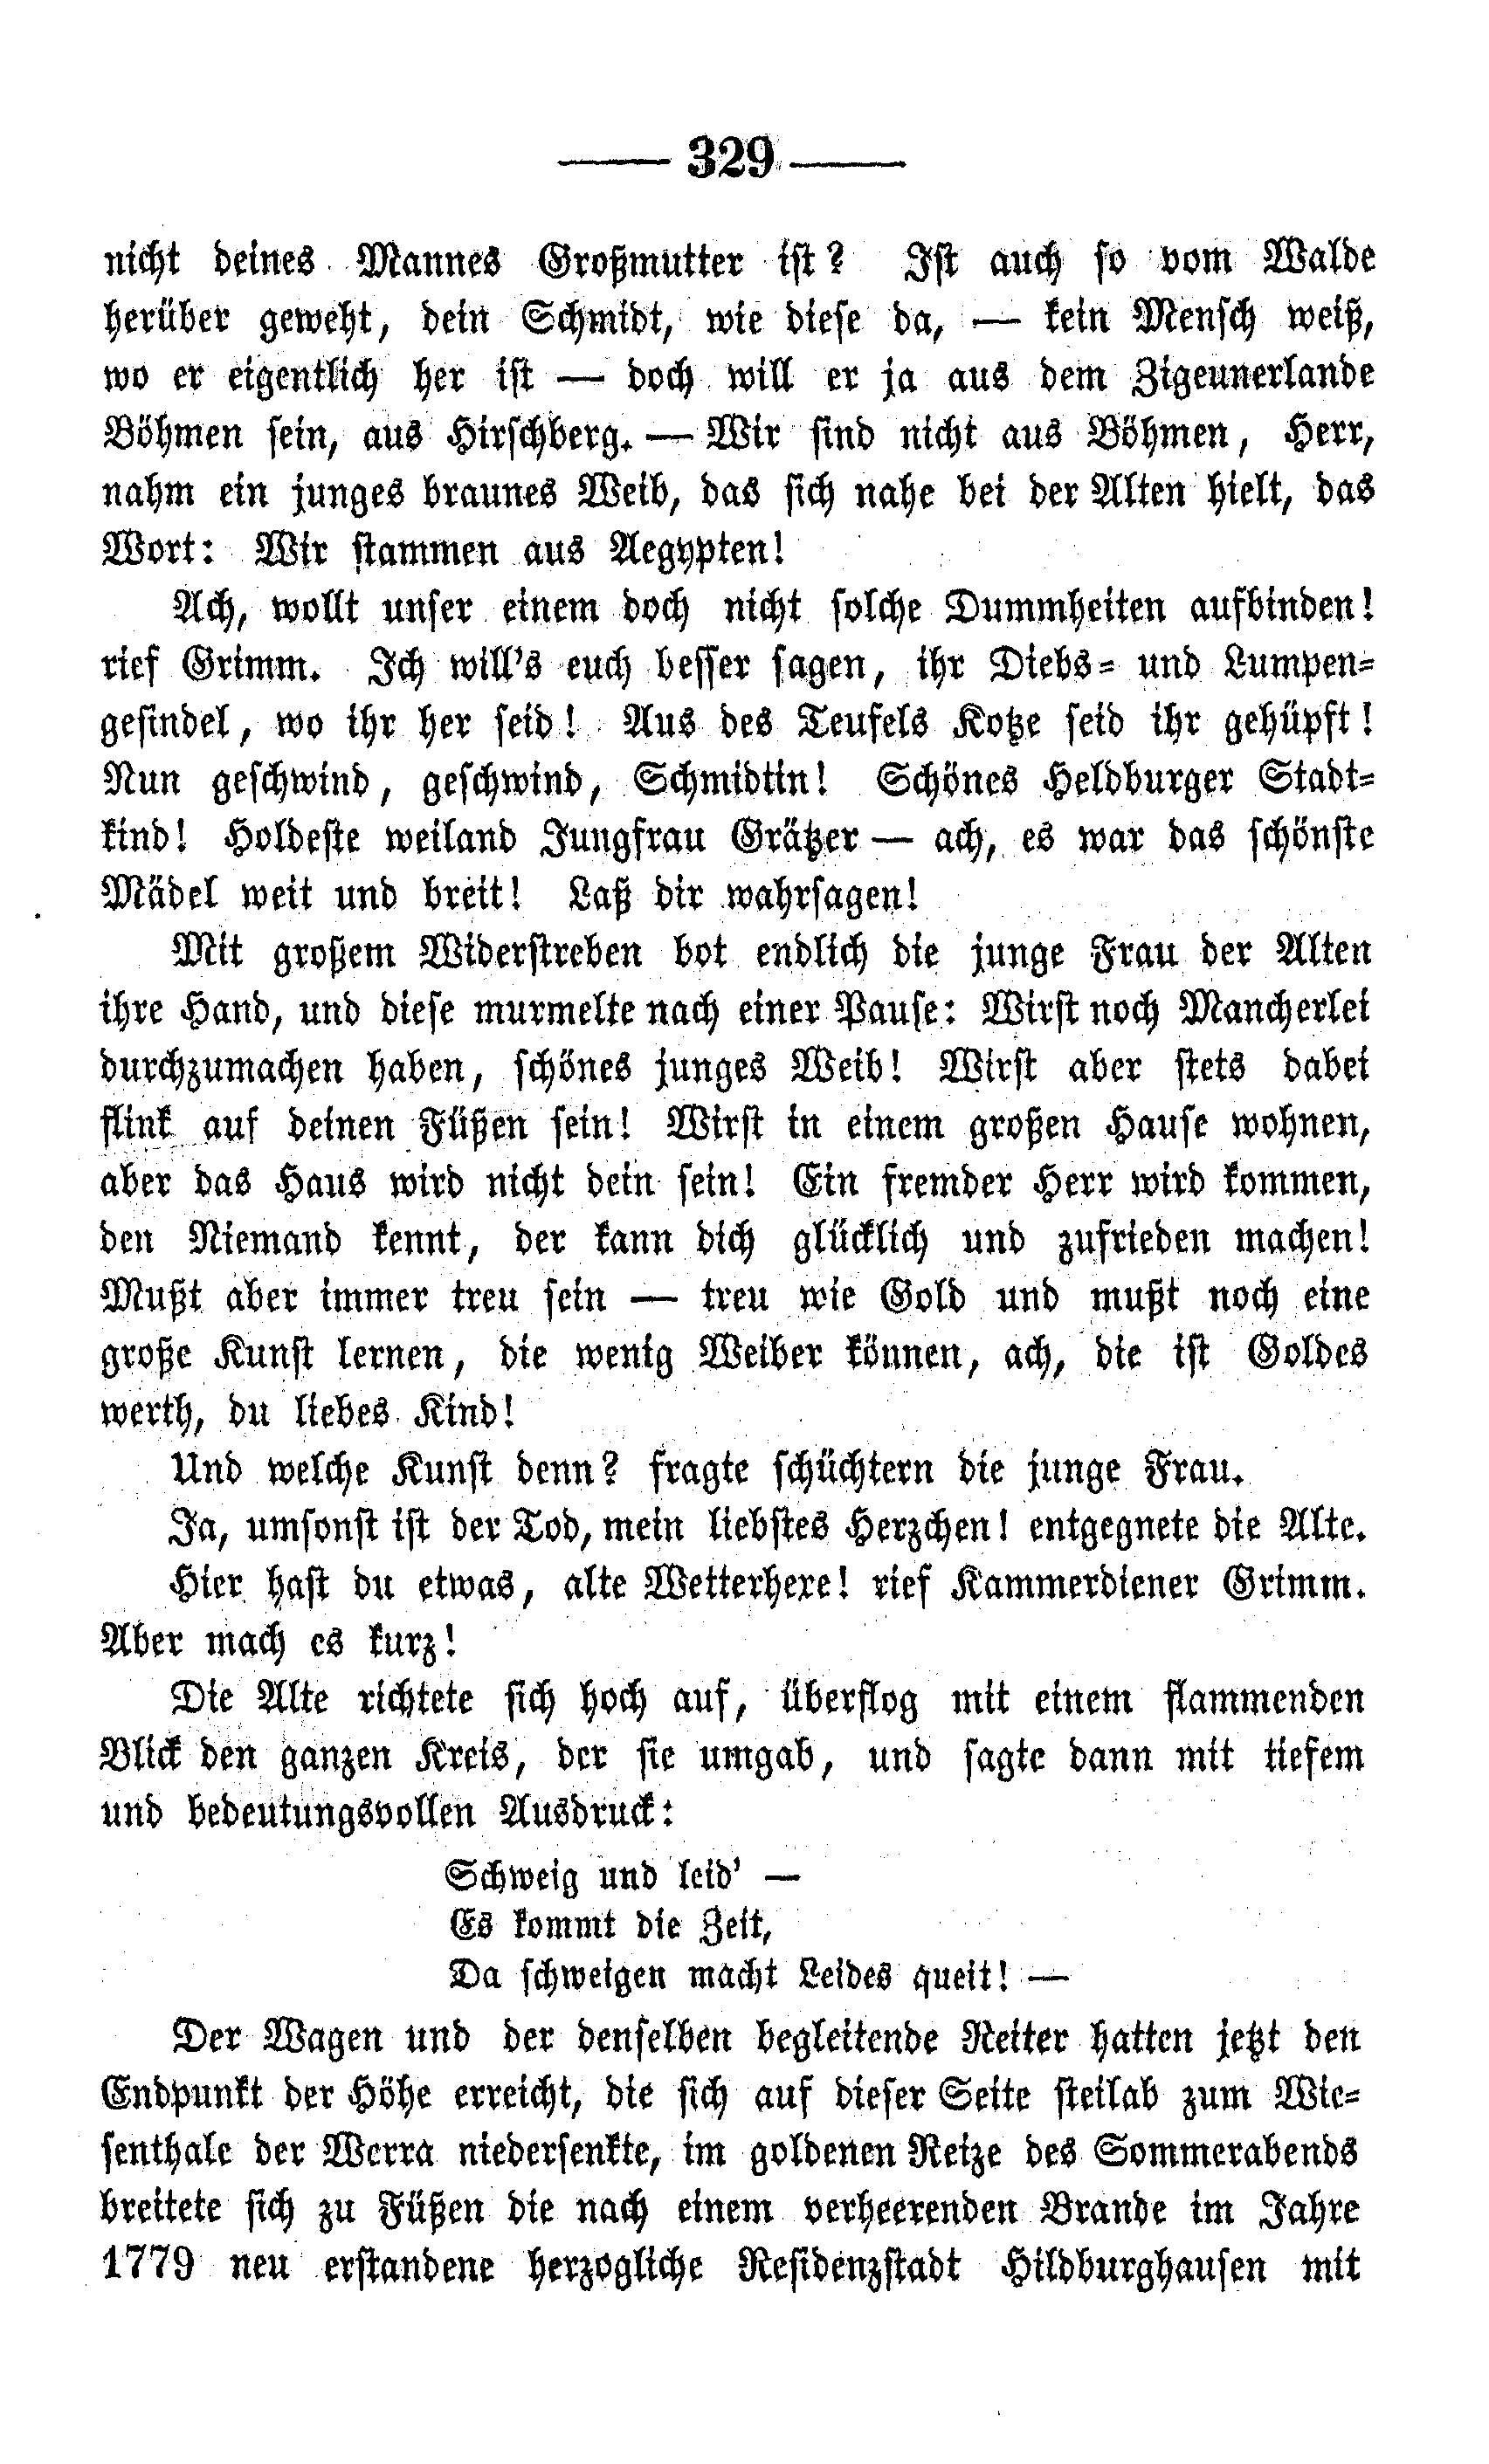 — 329 —
nicht deines Mannes Großmutter ist? Ist auch so vom Walde
herüber geweht, dein Schmidt, wie diese da, — kein Mensch weiß,
wo er eigentlich her ist — doch will er ja aus dem Zigeunerlande
Böhmen sein, aus Hirschberg. — Wir sind nicht aus Böhmen, Herr,
nahm ein junges braunes Weib, das sich nahe bei der Alten hielt, das
Wort: Wir stammen aus Aegypten!
Ach, wollt unser einem doch nicht solche Dummheiten aufbinden!
rief Grimm. Ich will's euch besser sagen, ihr Diebs- und Lumpen-
gesindel, wo ihr her seid! Aus des Teufels Kotze seid ihr gehüpft!
Nun geschwind, geschwind, Schmidtin! Schönes Heldburger Stadt-
kind! Holdeste weiland Jungfrau Grätzer — ach, es war das schönste
Mädel weit und breit! Laß dir wahrsagen!
Mit großem Widerstreben bot endlich die junge Frau der Alten
ihre Hand, und diese murmelte nach einer Pause: Wirst noch Mancherlei
durchzumachen haben, schönes junges Weib! Wirst aber stets dabei
flink auf deinen Füßen sein! Wirst in einem großen Hause wohnen,
aber das Haus wird nicht dein sein! Ein fremder Herr wird kommen,
den Niemand kennt, der kann dich glücklich und zufrieden machen!
Mußt aber immer treu sein — treu wie Gold und mußt noch eine
große Kunst lernen, die wenig Weiber können, ach, die ist Goldes
werth, du liebes Kind!
Und welche Kunst denn? fragte schüchtern die junge Frau.
Ja, umsonst ist der Tod, mein liebstes Herzchen! entgegnete die Alte.
Hier hast du etwas, alte Wetterhexe! rief Kammerdiener Grimm.
Aber mach es kurz!
Die Alte richtete sich hoch auf, überflog mit einem flammenden
Blick den ganzen Kreis, der sie umgab, und sagte dann mit tiefem
und bedeutungsvollen Ausdruck:
Schweig und leid' —
Es kommt die Zeit,
Da schweigen macht Leides queit! —
Der Wagen und der denselben begleitende Reiter hatten jetzt den
Endpunkt der Höhe erreicht, die sich auf dieser Seite steilab zum Wie-
senthale der Werra niedersenkte, im goldenen Reize des Sommerabends
breitete sich zu Füßen die nach einem verheerenden Brande im Jahre
1779 neu erstandene herzogliche Residenzstadt Hildburghausen mit